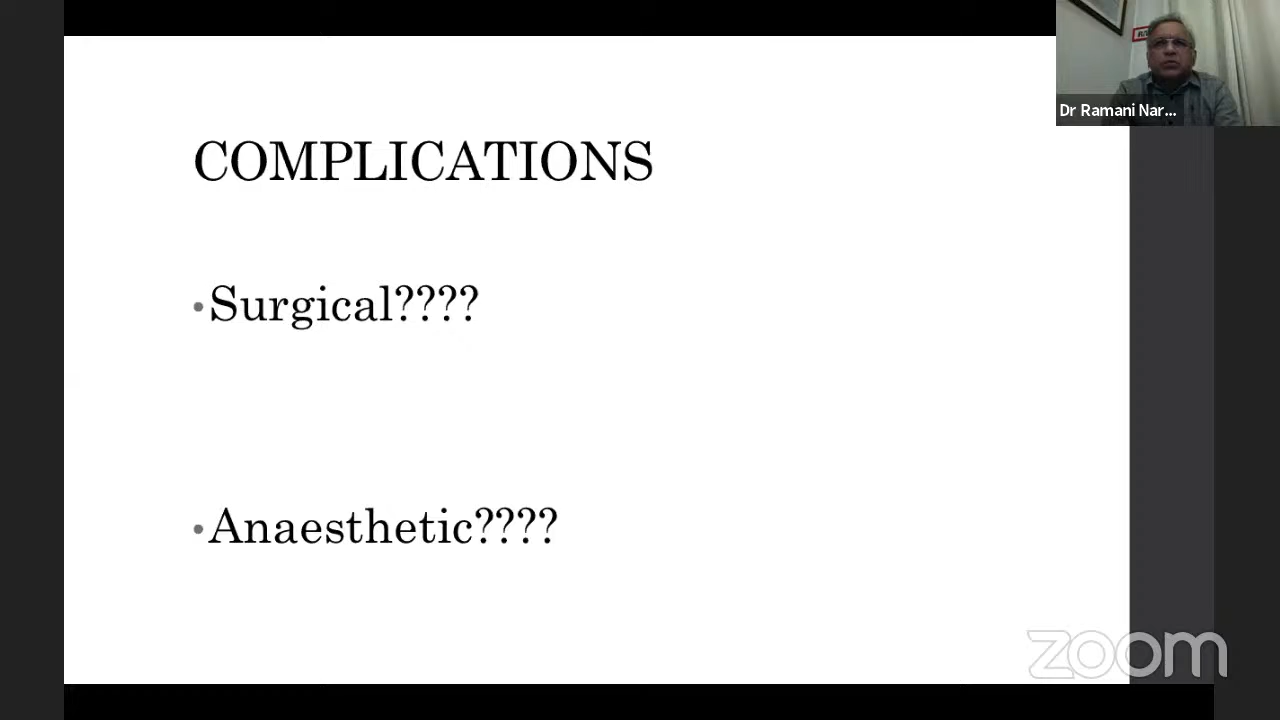 Dr Ramani Nar...
COMPLICATIONS
•Surgical????
•Anaesthetic????
zoom